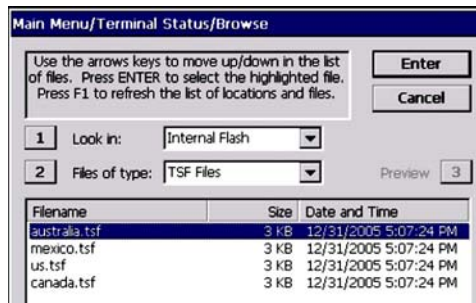 Main Menu/Terminal Status/Browse
Use the arrows keys to move up/down in the list
of files. Press ENTER to select the highlighted file.
Press F1 to refresh the list of locations and files.
Enter
Cancel
1 Look in: Internal Flash
2 Files of type: TSF Files Preview 3
Filename Size Date and Time
australia.tsf 3 KB 12/31/2005 5:07:24 PM
mexico.tsf 3 KB 12/31/2005 5:07:24 PM
us.tsf 3 KB 12/31/2005 5:07:24 PM
canada.tsf 3 KB 12/31/2005 5:07:24 PM